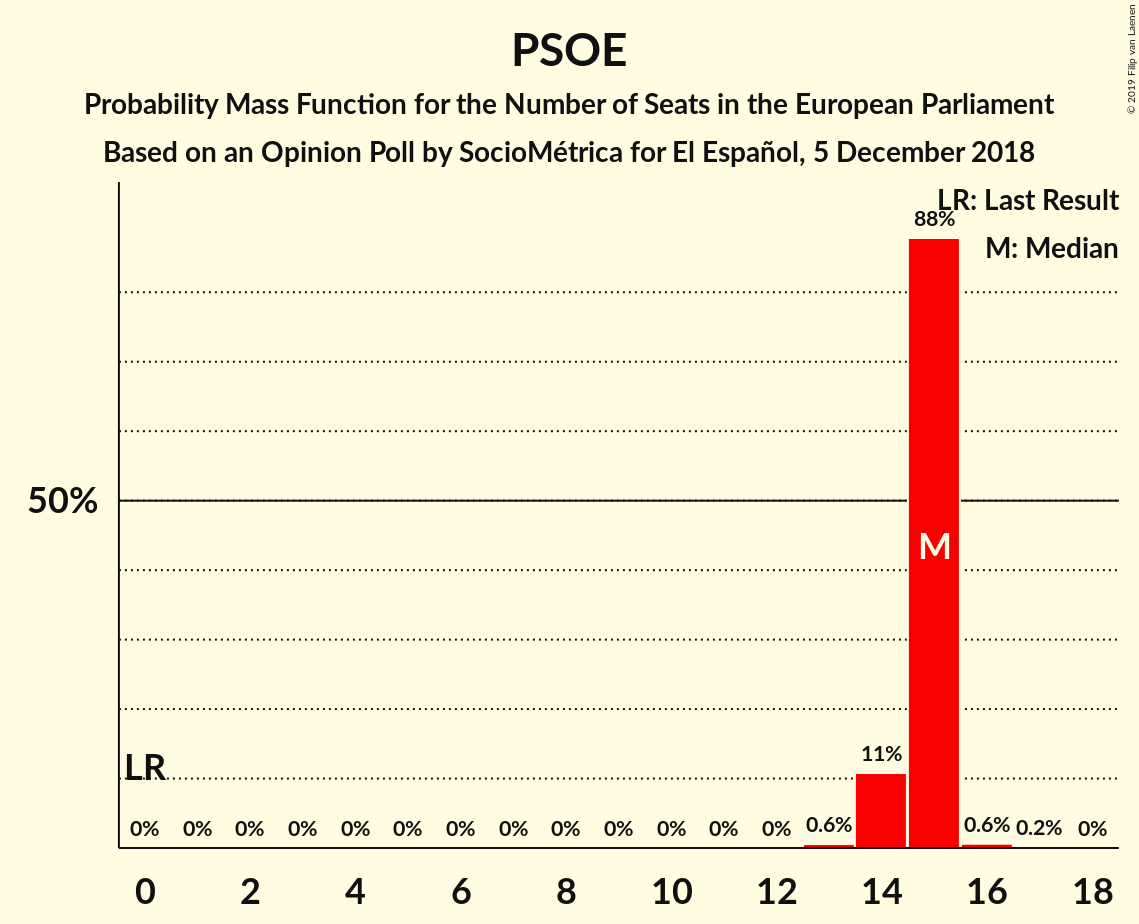 PSOE
Probability Mass Function for the Number of Seats in the European Parliament
Based on an Opinion Poll by SocioMétrica for El Español, 5 December 2018
© 2019 Filip van Laenen
LR: Last Result
88%
M: Median
50%
M
LR
11%
0% 0% 0% 0% 0% 0% 0% 0% 0% 0% 0% 0% 0% 0.6% 0.6% 0.2% 0%
0 2 4 6 8 10 12 14 16 18